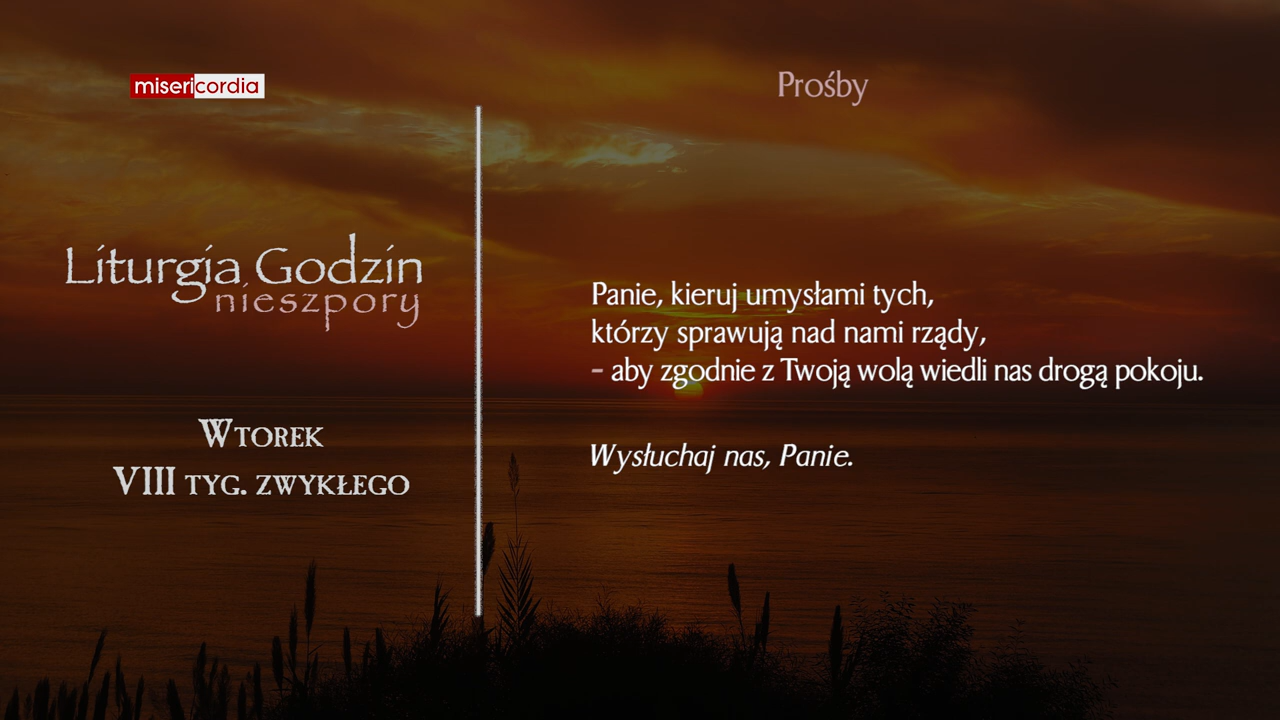 misericordia
Liturgia Godzin
nieszpory
Wtorek
VIII tyg. zwykłego
Prośby
Panie, kieruj umysłami tych,
którzy sprawują nad nami rządy,
- aby zgodnie z Twoją wolą wiedli nas drogą pokoju.
Wysłuchaj nas, Panie.